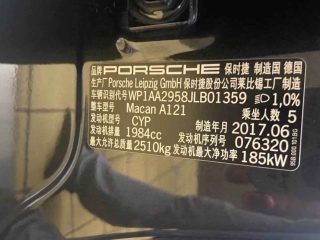 品牌 PORSCHE 保时捷 制造国 德国
生产厂 Porsche Leipzig GmbH 保时捷股份公司莱比锡工厂制造
车辆识别代号 WP1AA2958JLB01359 1,0%
整车型号 Macan A121 乘坐人数 5
发动机型号 CYP 制造年月 2017.06
发动机排量 1984cc 发动机号 076320
最大允许总质量 2510kg 发动机最大净功率 185kW